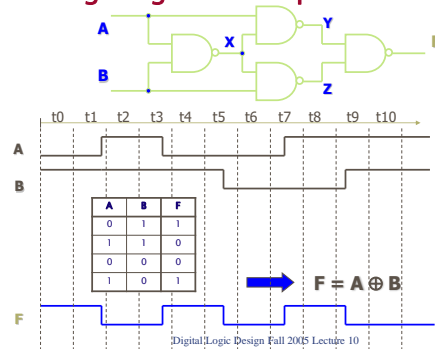 A
Y
X
B
Z
t0 t1 t2 t3 t4 t5 t6 t7 t8 t9 t10
A
B
A B F
0 1 1
1 1 0
0 0 0
1 0 1
F = A ⊕ B
F
Digital Logic Design Fall 2005 Lecture 10